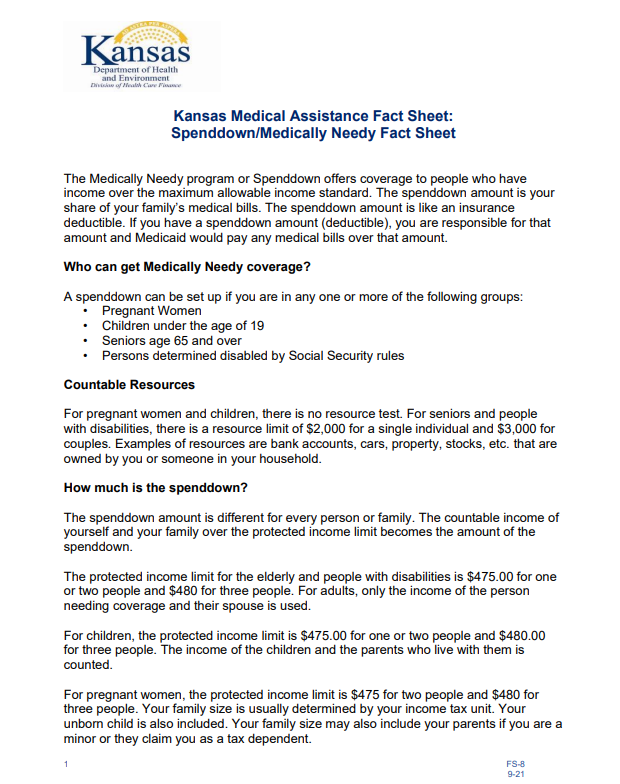 AD ASTRA PER ASPERA
Kansas
Department of Health
and Environment
Division of Health Care Finance
Kansas Medical Assistance Fact Sheet:
Spenddown/Medically Needy Fact Sheet
The Medically Needy program or Spenddown offers coverage to people who have
income over the maximum allowable income standard. The spenddown amount is your
share of your family's medical bills. The spenddown amount is like an insurance
deductible. If you have a spenddown amount (deductible), you are responsible for that
amount and Medicaid would pay any medical bills over that amount.
Who can get Medically Needy coverage?
A spenddown can be set up if you are in any one or more of the following groups:
• Pregnant Women
• Children under the age of 19
• Seniors age 65 and over
• Persons determined disabled by Social Security rules
Countable Resources
For pregnant women and children, there is no resource test. For seniors and people
with disabilities, there is a resource limit of $2,000 for a single individual and $3,000 for
couples. Examples of resources are bank accounts, cars, property, stocks, etc. that are
owned by you or someone in your household.
How much is the spenddown?
The spenddown amount is different for every person or family. The countable income of
yourself and your family over the protected income limit becomes the amount of the
spenddown.
The protected income limit for the elderly and people with disabilities is $475.00 for one
or two people and $480 for three people. For adults, only the income of the person
needing coverage and their spouse is used.
For children, the protected income limit is $475.00 for one or two people and $480.00
for three people. The income of the children and the parents who live with them is
counted.
For pregnant women, the protected income limit is $475 for two people and $480 for
three people. Your family size is usually determined by your income tax unit. Your
unborn child is also included. Your family size may also include your parents if you are a
minor or they claim you as a tax dependent.
1
FS-8
9-21